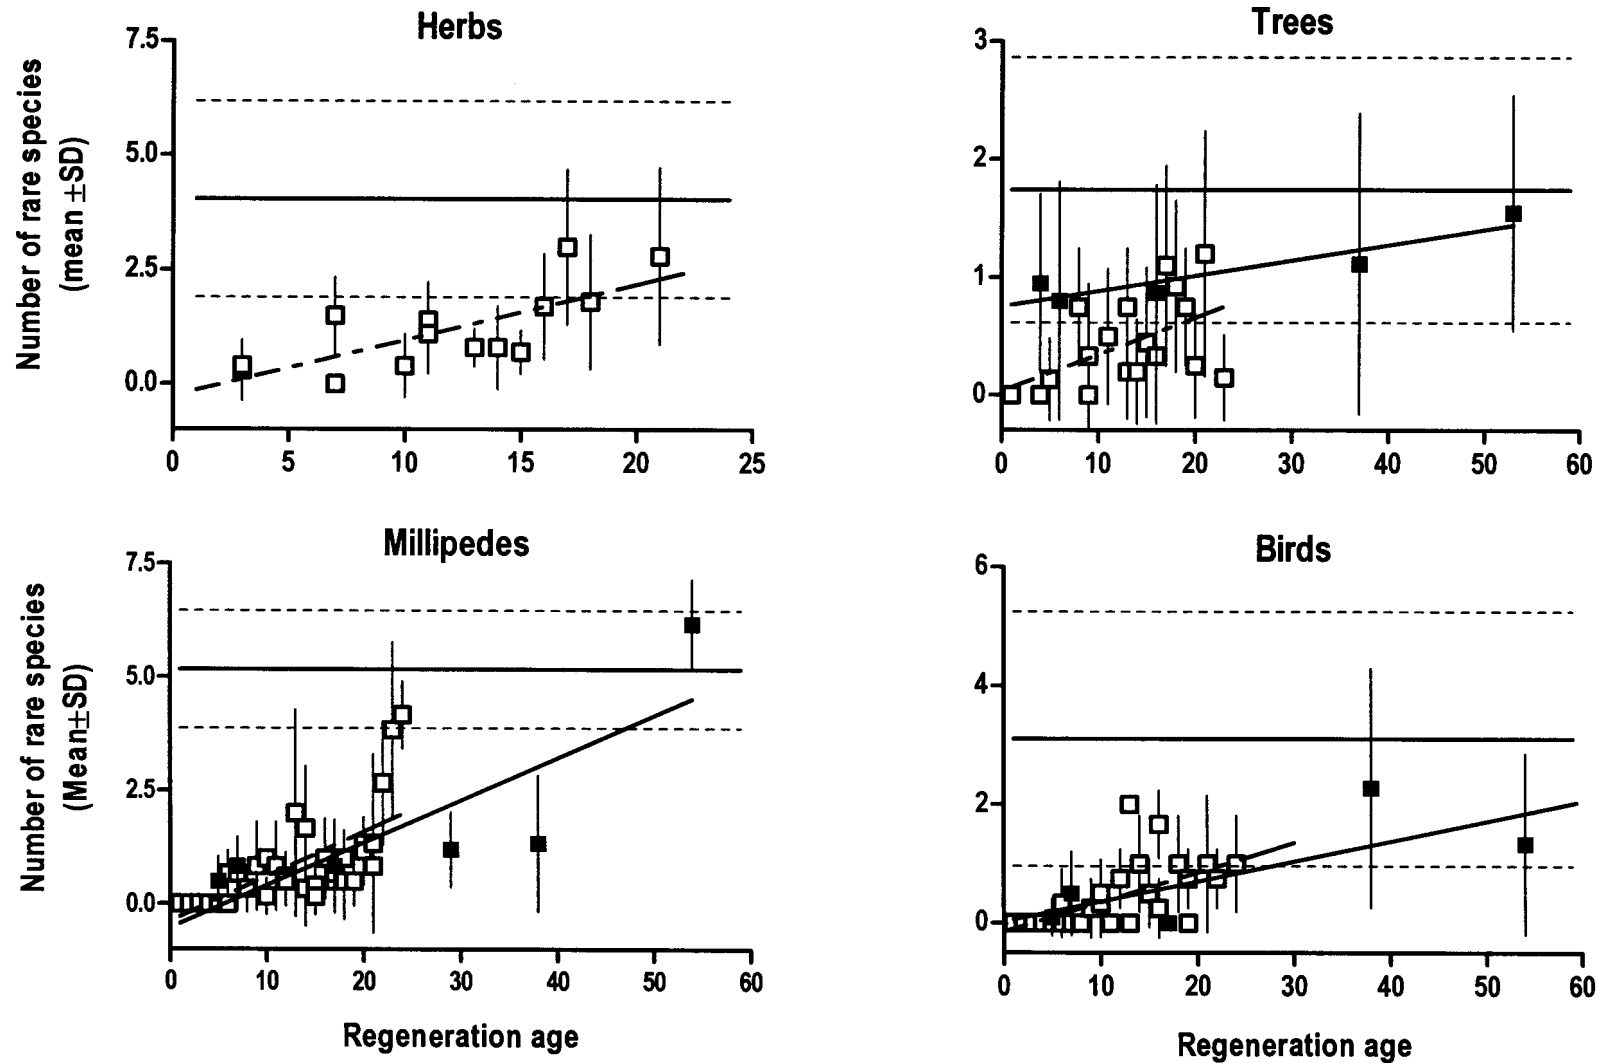 Herbs
Number of rare species
(mean ±SD)
7.5
5.0
2.5
0.0
0 5 10 15 20 25
Trees
3
2
1
0
0 10 20 30 40 50 60
Millipedes
Number of rare species
(Mean±SD)
7.5
5.0
2.5
0.0
0 10 20 30 40 50 60
Regeneration age
Birds
6
4
2
0
0 10 20 30 40 50 60
Regeneration age